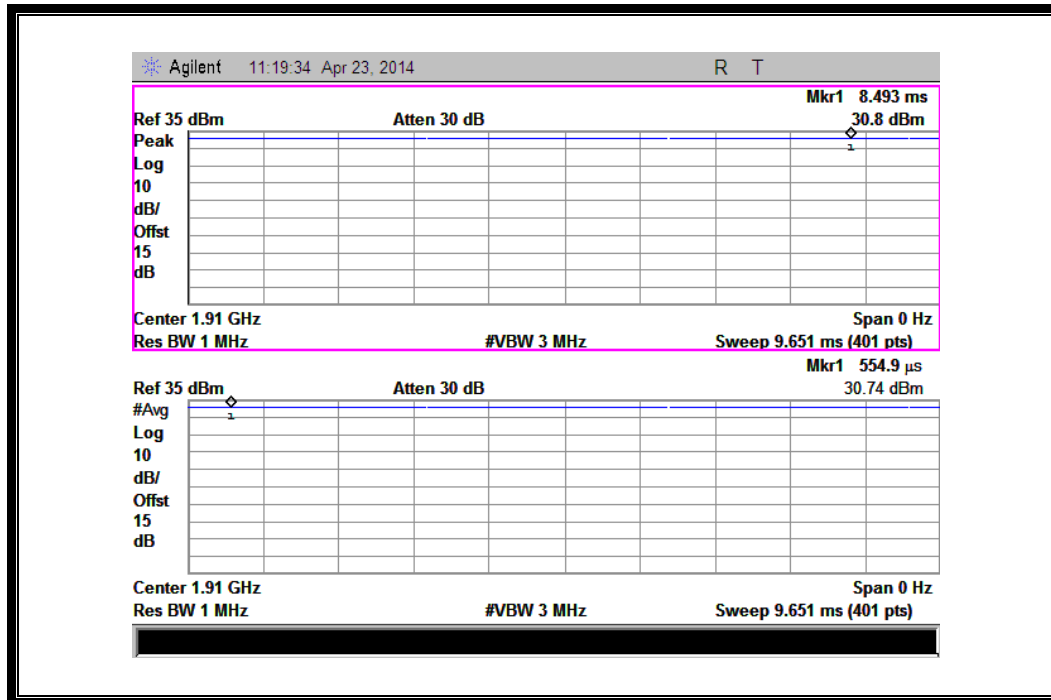 Agilent 11:19:34 Apr 23, 2014 R T
Mkr1 8.493 ms
Ref 35 dBm Atten 30 dB 30.8 dBm
Peak
Log
10
dB/
Offst
15
dB
1
Center 1.91 GHz Span 0 Hz
Res BW 1 MHz #VBW 3 MHz Sweep 9.651 ms (401 pts)
Mkr1 554.9 µs
Ref 35 dBm Atten 30 dB 30.74 dBm
#Avg
Log
10
dB/
Offst
15
dB
1
Center 1.91 GHz Span 0 Hz
Res BW 1 MHz #VBW 3 MHz Sweep 9.651 ms (401 pts)